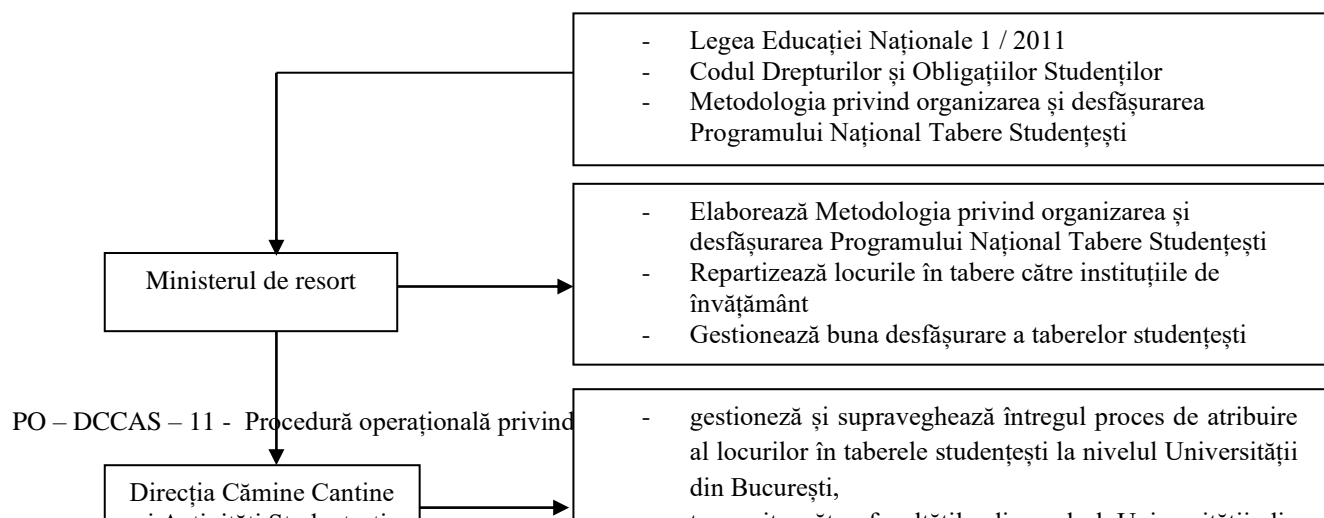 - Legea Educației Naționale 1 / 2011
- Codul Drepturilor și Obligațiilor Studenților
- Metodologia privind organizarea și desfășurarea
Programului Național Tabere Studențești
- Elaborează Metodologia privind organizarea și
desfășurarea Programului Național Tabere Studențești
- Repartizează locurile în tabere către instituțiile de
învățământ
- Gestionează buna desfășurare a taberelor studențești
Ministerul de resort
PO – DCCAS – 11 - Procedură operațională privind
- gestioneză și supraveghează întregul proces de atribuire
al locurilor în taberele studențești la nivelul Universității
din București,
Direcția Cămine Cantine